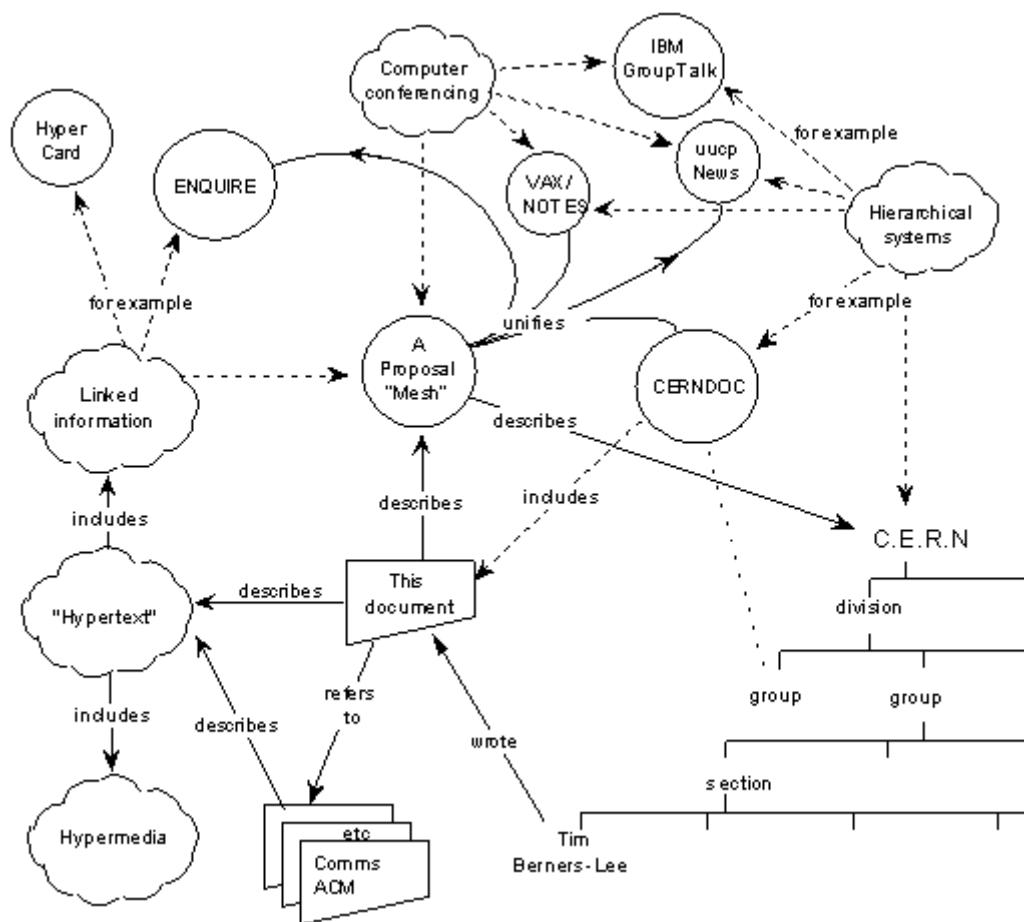 IBM
GroupTalk
Computer
conferencing
Hyper
Card
ENQUIRE
uucp
News
for example
VAX/
NOTES
Hierarchical
systems
for example
for example
unifies
A
Proposal
"Mesh"
CERNDOC
Linked
information
describes
includes
describes
includes
C.E.R.N
This
document
describes
"Hypertext"
division
refers
to
group
group
includes
describes
wrote
section
Hypermedia
etc
Comms
ACM
Tim
Berners-Lee